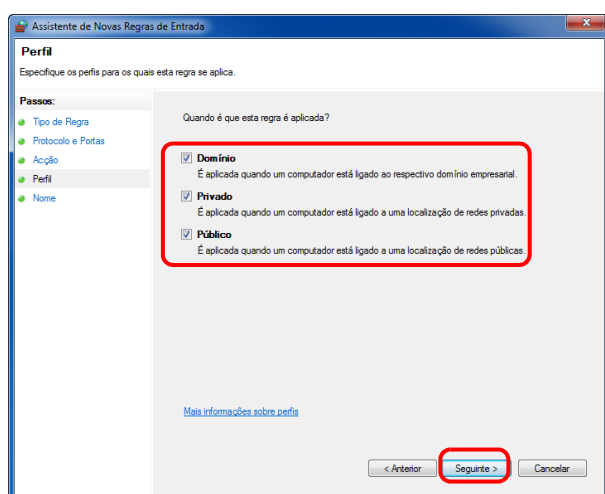 Assistente de Novas Regras de Entrada
Perfil
Especifique os perfis para os quais esta regra se aplica.
Passos:
Tipo de Regra
Protocolo e Portas
Acção
Perfil
Nome
Quando é que esta regra é aplicada?
Domínio
É aplicada quando um computador está ligado ao respectivo domínio empresarial.
Privado
É aplicada quando um computador está ligado a uma localização de redes privadas.
Público
É aplicada quando um computador está ligado a uma localização de redes públicas.
Mais informações sobre perfis
< Anterior Seguinte > Cancelar